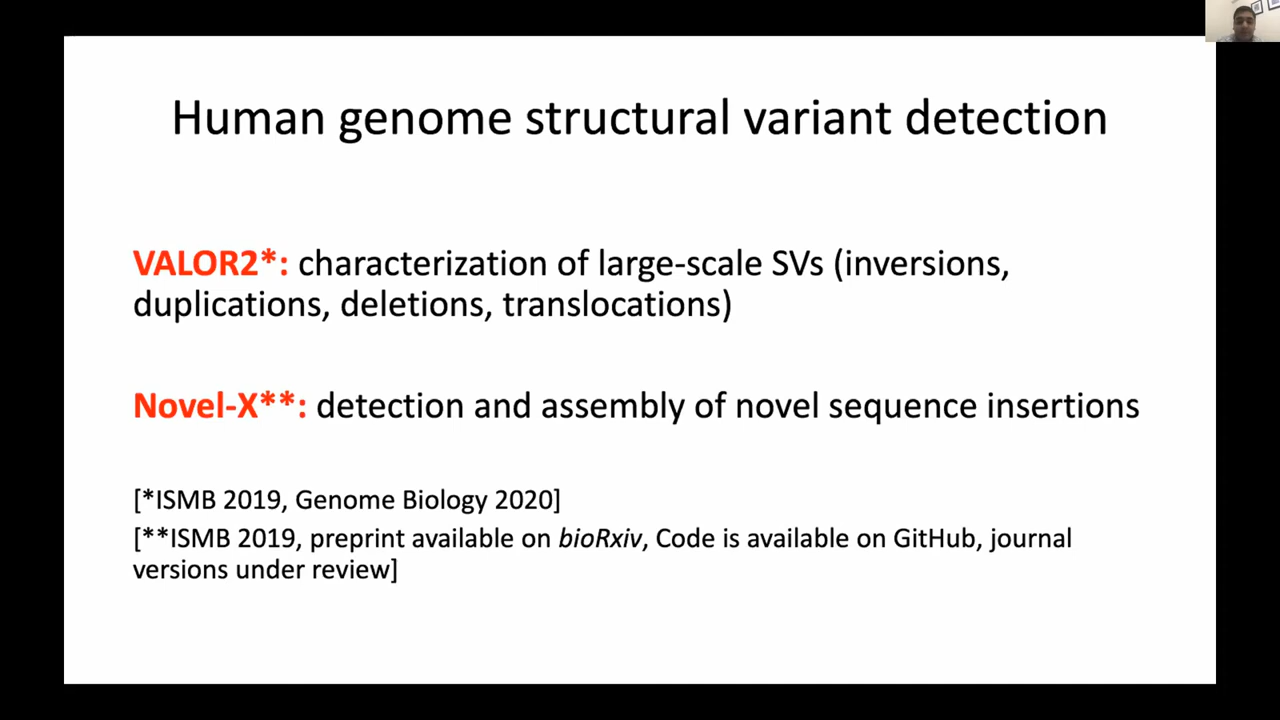 Human genome structural variant detection
VALOR2*: characterization of large-scale SVs (inversions,
duplications, deletions, translocations)
Novel-X**: detection and assembly of novel sequence insertions
[*ISMB 2019, Genome Biology 2020]
[**ISMB 2019, preprint available on bioRxiv, Code is available on GitHub, journal
versions under review]